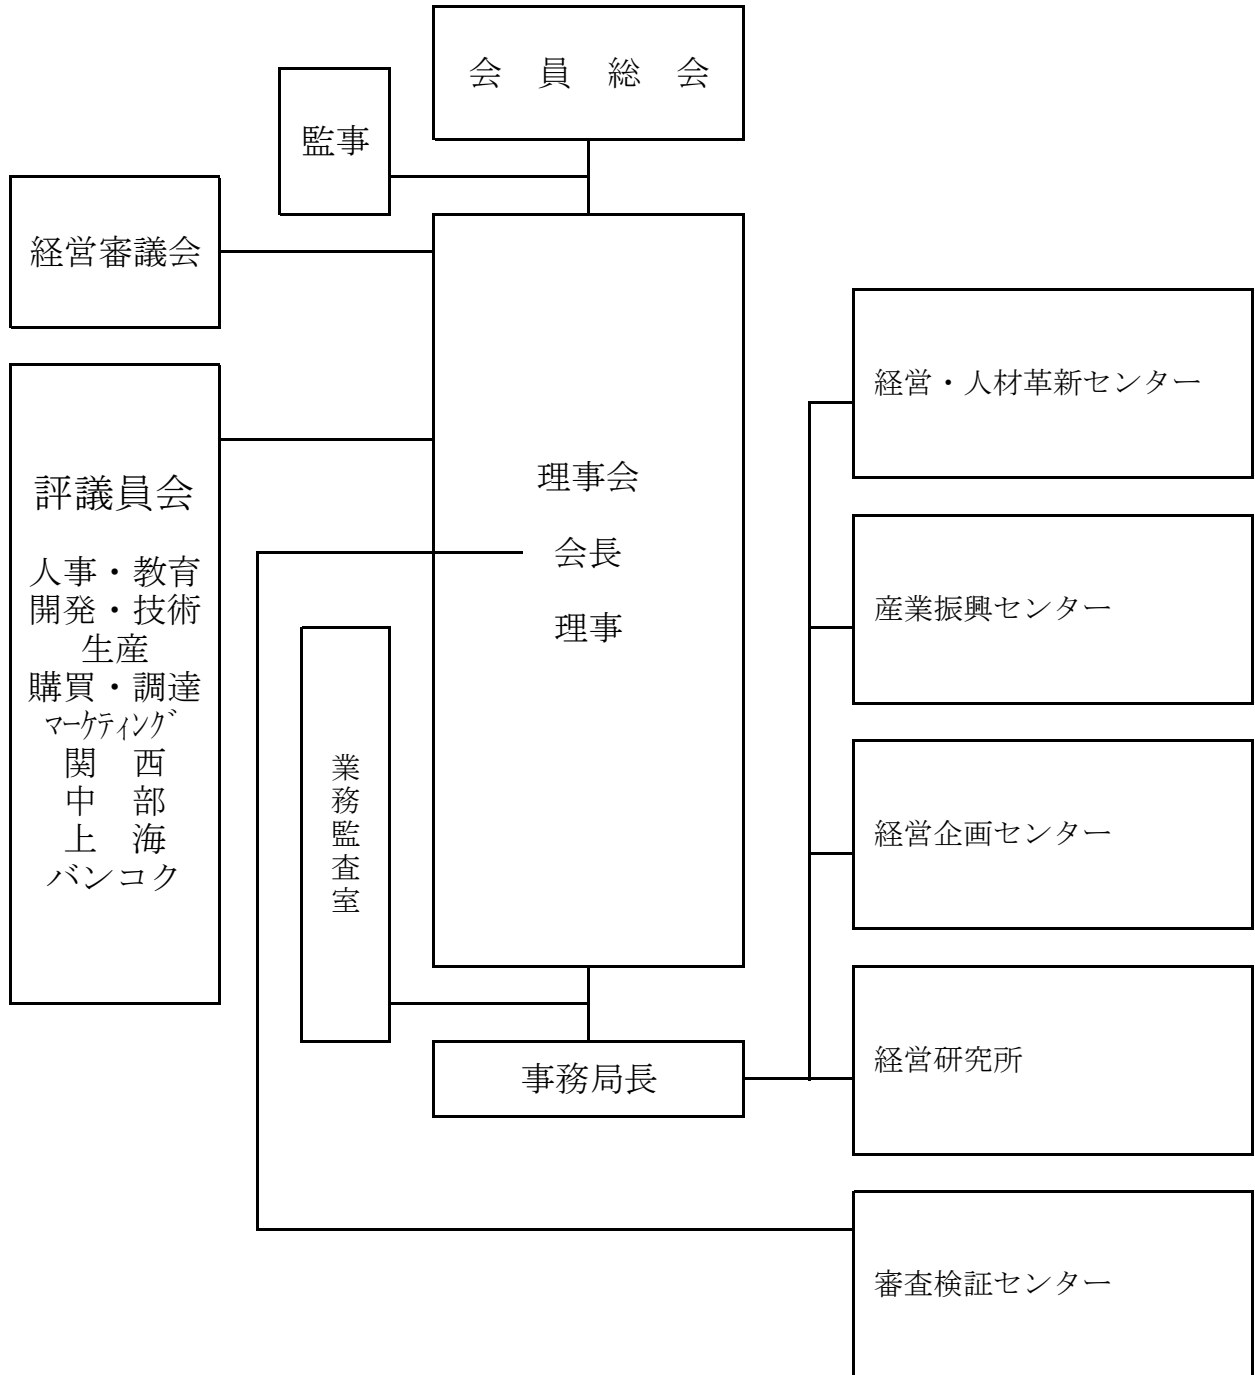 会　員　総　会
監事
経営審議会
評議員会
人事・教育
開発・技術
生産
購買・調達
ﾏｰｹﾃｨﾝｸﾞ
関　西
中　部
上　海
バンコク
理事会
会長
理事
業務監査室
事務局長
経営・人材革新センター
産業振興センター
経営企画センター
経営研究所
審査検証センター